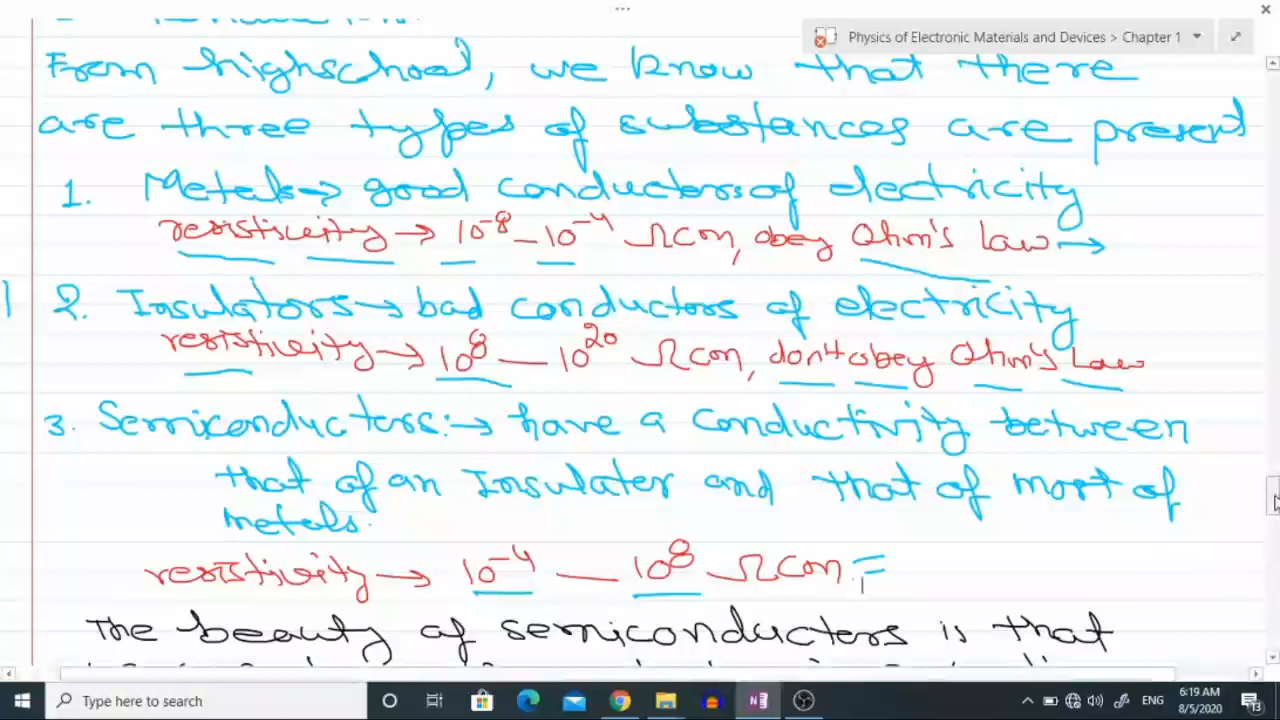 Physics of Electronic Materials and Devices > Chapter 1
From highschool, we know that there
are three types of substances are present
1. Metals → good conductors of electricity
resisticity → 10⁻⁸ – 10⁻⁴ Ωcm, obey Ohm's law →
2. Insulators → bad conductors of electricity
resistivity → 10⁸ — 10²⁰ Ωcm, don't obey Ohm's Law
3. Semiconductors:→ have a conductivity between
that of an Insulator and that of most of
metals.
resistivity → 10⁻⁴ — 10⁸ Ωcm,
The beauty of semiconductors is that
Type here to search
ENG
6:19 AM
8/5/2020
13